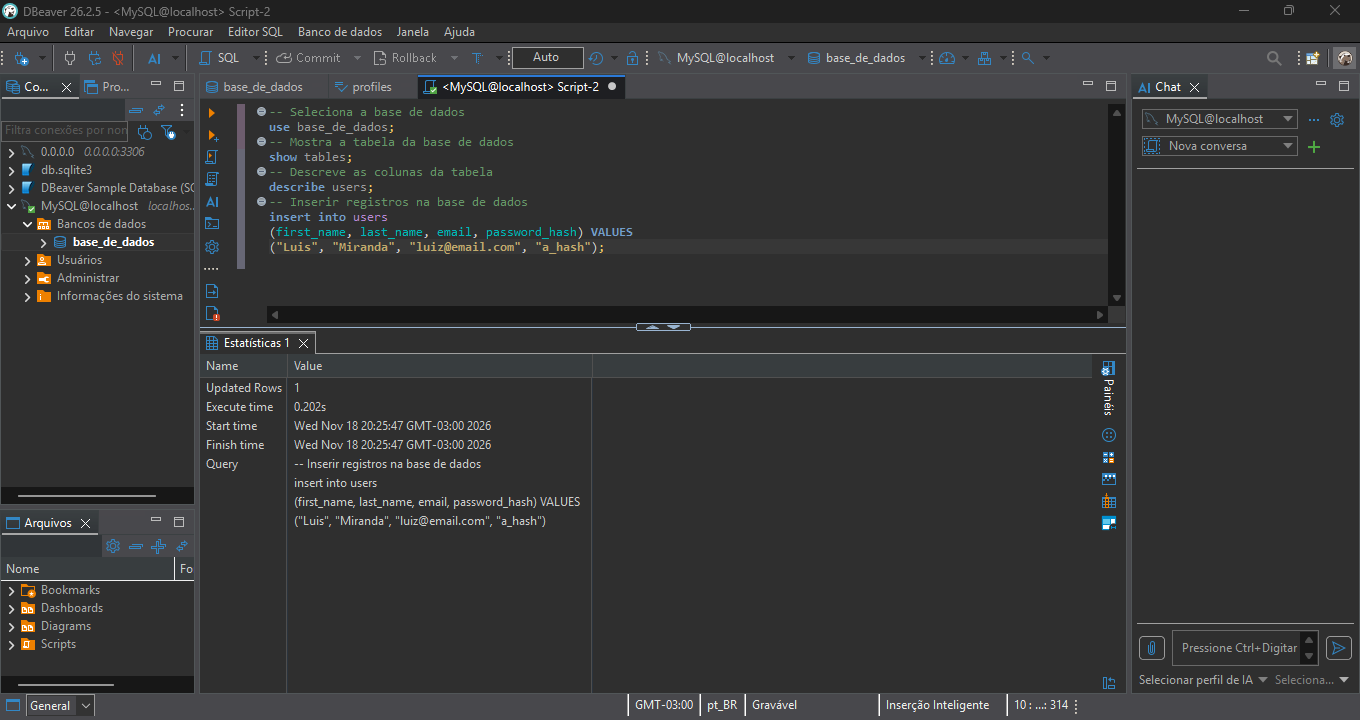 DBeaver 26.2.5 - <MySQL@localhost> Script-2
Arquivo Editar Navegar Procurar Editor SQL Banco de dados Janela Ajuda
AI SQL Commit Rollback T Auto MySQL@localhost base_de_dados
Co... Pro...
Filtra conexões por non
0.0.0.0 0.0.0.0:3306
db.sqlite3
DBeaver Sample Database (SQ
MySQL@localhost localhos...
Bancos de dados
base_de_dados
Usuários
Administrar
Informações do sistema
Arquivos
Nome Fo
Bookmarks
Dashboards
Diagrams
Scripts
base_de_dados profiles <MySQL@localhost> Script-2
AI
-- Seleciona a base de dados
use base_de_dados;
-- Mostra a tabela da base de dados
show tables;
-- Descreve as colunas da tabela
describe users;
-- Inserir registros na base de dados
insert into users
(first_name, last_name, email, password_hash) VALUES
("Luis", "Miranda", "luiz@email.com", "a_hash");
Estatísticas 1
Name Value
Updated Rows 1
Execute time 0.202s
Start time Wed Nov 18 20:25:47 GMT-03:00 2026
Finish time Wed Nov 18 20:25:47 GMT-03:00 2026
Query -- Inserir registros na base de dados
insert into users
(first_name, last_name, email, password_hash) VALUES
("Luis", "Miranda", "luiz@email.com", "a_hash")
Painéis
AI Chat
MySQL@localhost
Nova conversa
Pressione Ctrl+Digitar
Selecionar perfil de IA Seleciona...
General
GMT-03:00 pt_BR Gravável Inserção Inteligente 10 : ...: 314